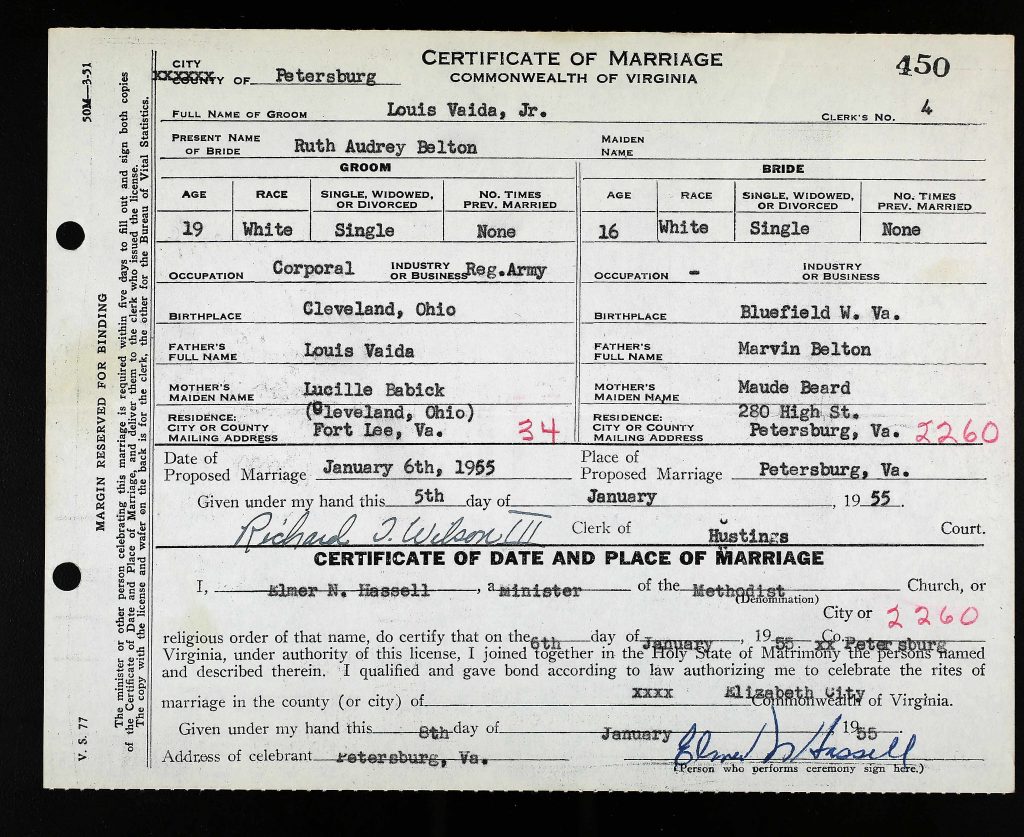 CERTIFICATE OF MARRIAGE
COMMONWEALTH OF VIRGINIA
450
CITY
XXXXXX COUNTY OF Petersburg
FULL NAME OF GROOM Louis Vaida, Jr. CLERK'S NO. 4
PRESENT NAME OF BRIDE Ruth Audrey Belton MAIDEN NAME
GROOM BRIDE
AGE RACE SINGLE, WIDOWED, OR DIVORCED NO. TIMES PREV. MARRIED AGE RACE SINGLE, WIDOWED, OR DIVORCED NO. TIMES PREV. MARRIED
19 White Single None 16 White Single None
OCCUPATION Corporal INDUSTRY OR BUSINESS Reg.Army OCCUPATION - INDUSTRY OR BUSINESS
BIRTHPLACE Cleveland, Ohio BIRTHPLACE Bluefield W. Va.
FATHER'S FULL NAME Louis Vaida FATHER'S FULL NAME Marvin Belton
MOTHER'S MAIDEN NAME Lucille Babick MOTHER'S MAIDEN NAME Maude Beard
RESIDENCE: (Cleveland, Ohio) RESIDENCE: 280 High St.
CITY OR COUNTY MAILING ADDRESS Fort Lee, Va. 34 CITY OR COUNTY MAILING ADDRESS Petersburg, Va. 2260
Date of Proposed Marriage January 6th, 1955 Place of Proposed Marriage Petersburg, Va.
Given under my hand this 5th day of January, 19 55.
Richard T. Wilson III Clerk of Hustings Court.
CERTIFICATE OF DATE AND PLACE OF MARRIAGE
I, Elmer N. Hassell, a minister of the Methodist Church, or
(Denomination)
City or 2260
religious order of that name, do certify that on the 6th day of January, 19 55 Co. xx Petersburg
Virginia, under authority of this license, I joined together in the Holy State of Matrimony the persons named
and described therein. I qualified and gave bond according to law authorizing me to celebrate the rites of
marriage in the county (or city) of xxxx Elizabeth City Commonwealth of Virginia.
Given under my hand this 8th day of January 19 55
Address of celebrant Petersburg, Va. Elmer N Hassell
(Person who performs ceremony sign here.)
50M—3-51
MARGIN RESERVED FOR BINDING
V. S. 77
The minister or other person celebrating this marriage is required within five days to fill out and sign both copies
of the Certificate of Date and Place of Marriage, and deliver them to the clerk who issued the license.
The copy with the license and wafer on the back is for the clerk, the other for the Bureau of Vital Statistics.